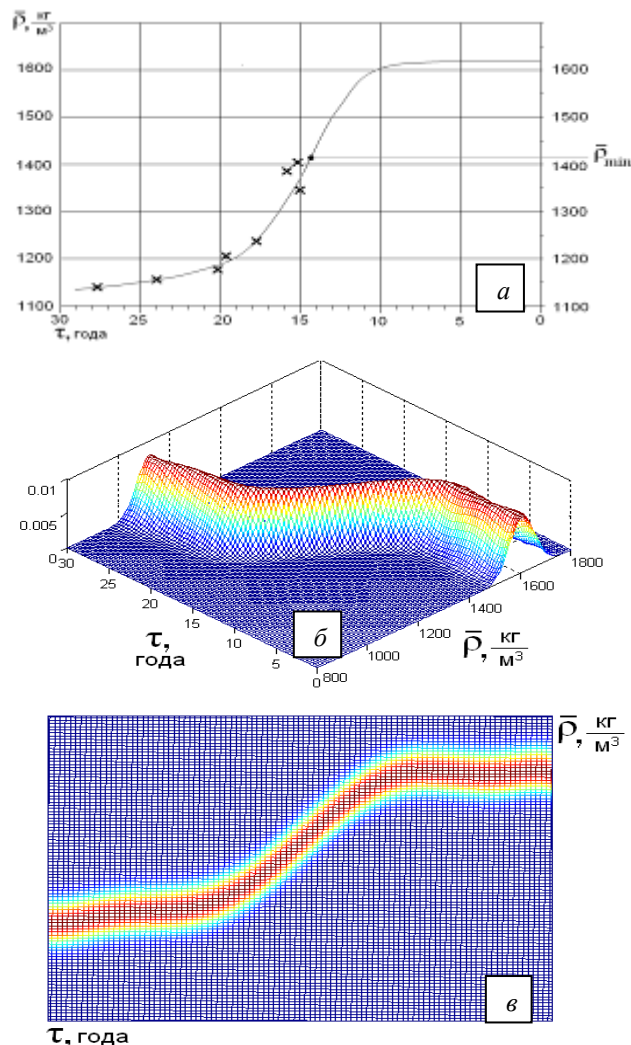 ρ̄, кг/м³
1600 1600
1500 1500
1400 1400 ρ̄min
1300 1300
1200 1200
1100 а 1100
30 25 20 15 10 5 0
τ, года
0.01
0.005
0
30 25 20 15 10 5 0
τ, года
б
800 1000 1200 1400 1600 1800
ρ̄, кг/м³
ρ̄, кг/м³
в
τ, года